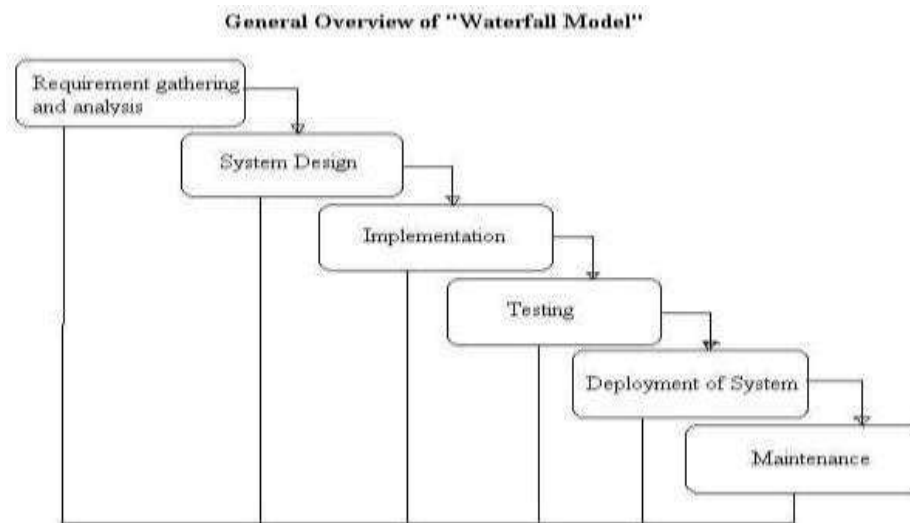 General Overview of "Waterfall Model"
Requirement gathering
and analysis
System Design
Implementation
Testing
Deployment of System
Maintenance